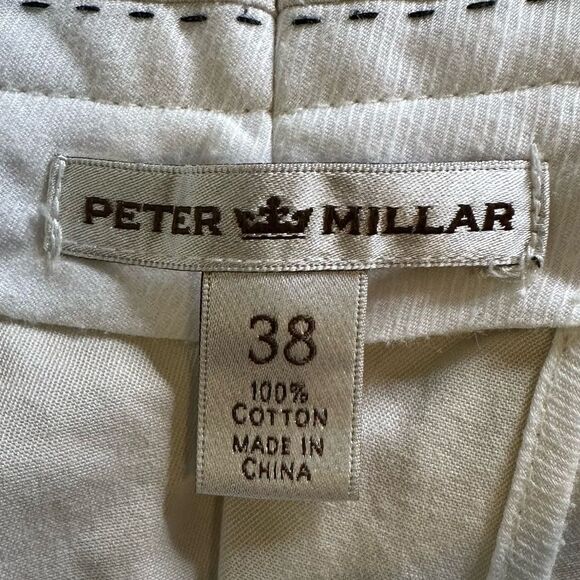 PETER MILLAR
38
100%
COTTON
MADE IN
CHINA